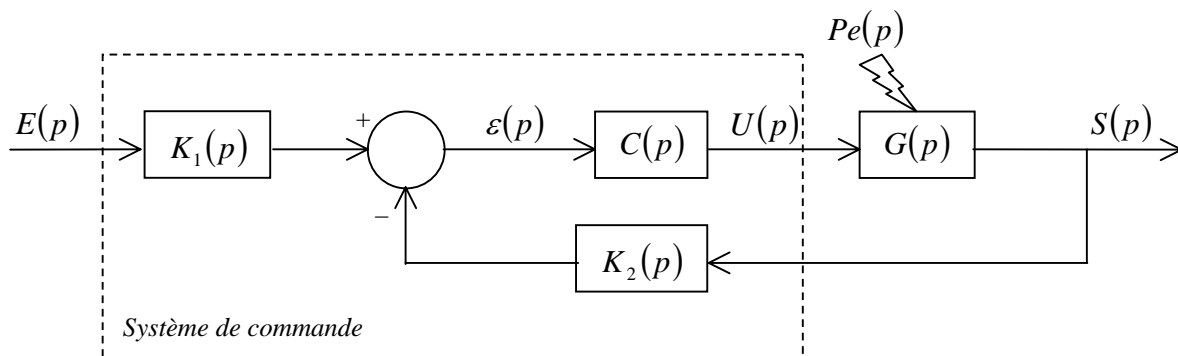 Pe(p)
E(p)
K₁(p)
+
ε(p)
C(p)
U(p)
G(p)
S(p)
−
K₂(p)
Système de commande